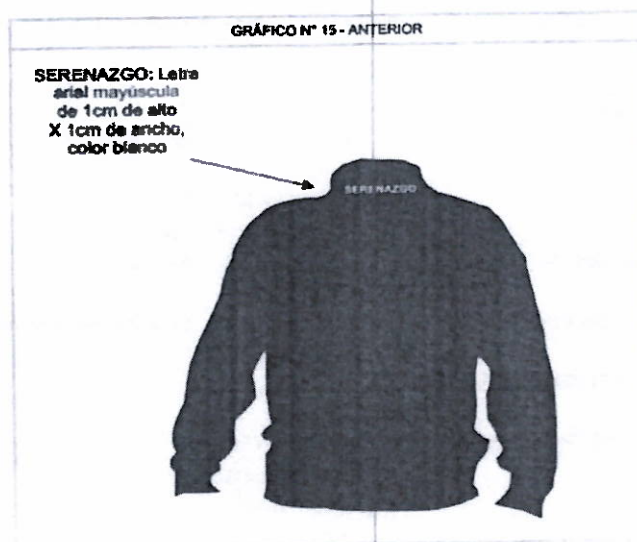 GRÁFICO N° 15 - ANTERIOR
SERENAZGO: Letra
arial mayúscula
de 1cm de alto
X 1cm de ancho,
color blanco
SERENAZGO